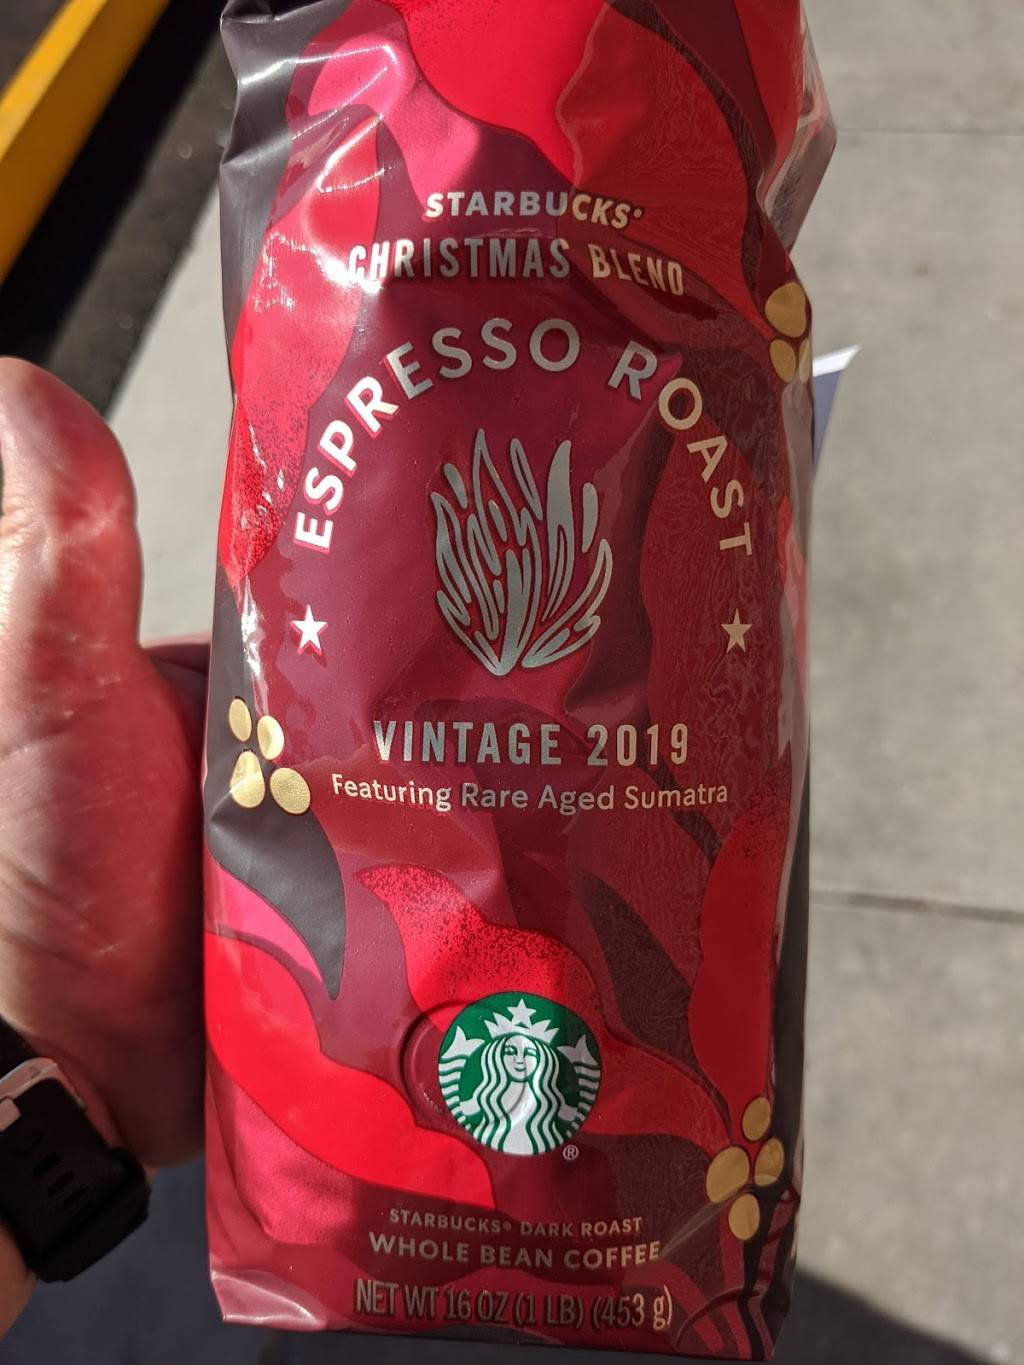 STARBUCKS®
CHRISTMAS BLEND
★ ESPRESSO ROAST ★
VINTAGE 2019
Featuring Rare Aged Sumatra
®
STARBUCKS® DARK ROAST
WHOLE BEAN COFFEE
NET WT 16 OZ (1 LB) (453 g)